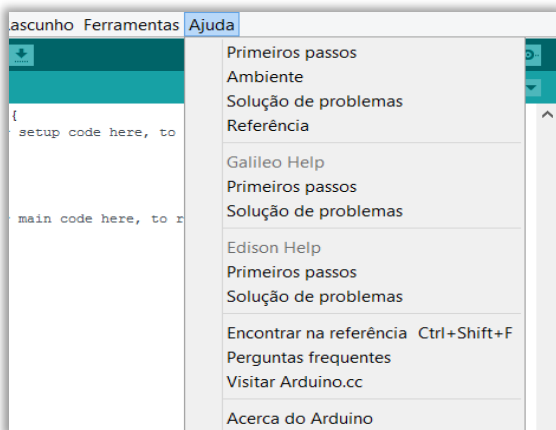 Rascunho Ferramentas Ajuda
Primeiros passos
Ambiente
Solução de problemas
Referência
{
setup code here, to
Galileo Help
Primeiros passos
Solução de problemas
main code here, to r
Edison Help
Primeiros passos
Solução de problemas
Encontrar na referência Ctrl+Shift+F
Perguntas frequentes
Visitar Arduino.cc
Acerca do Arduino